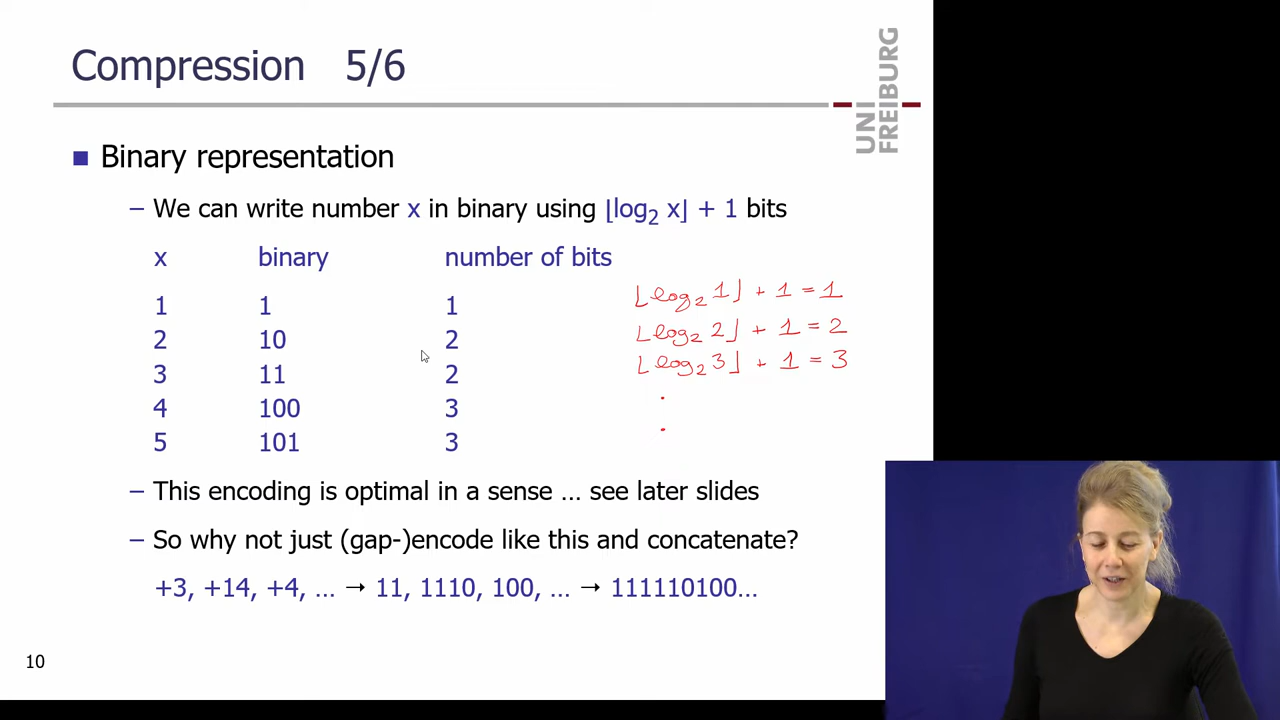 Compression 5/6
UNI
FREIBURG
Binary representation
– We can write number x in binary using ⌊log₂ x⌋ + 1 bits
x binary number of bits
1 1 1 ⌊log₂ 1⌋ + 1 = 1
2 10 2 ⌊log₂ 2⌋ + 1 = 2
3 11 2 ⌊log₂ 3⌋ + 1 = 3
4 100 3 .
5 101 3 .
– This encoding is optimal in a sense … see later slides
– So why not just (gap-)encode like this and concatenate?
+3, +14, +4, … → 11, 1110, 100, … → 111110100…
10